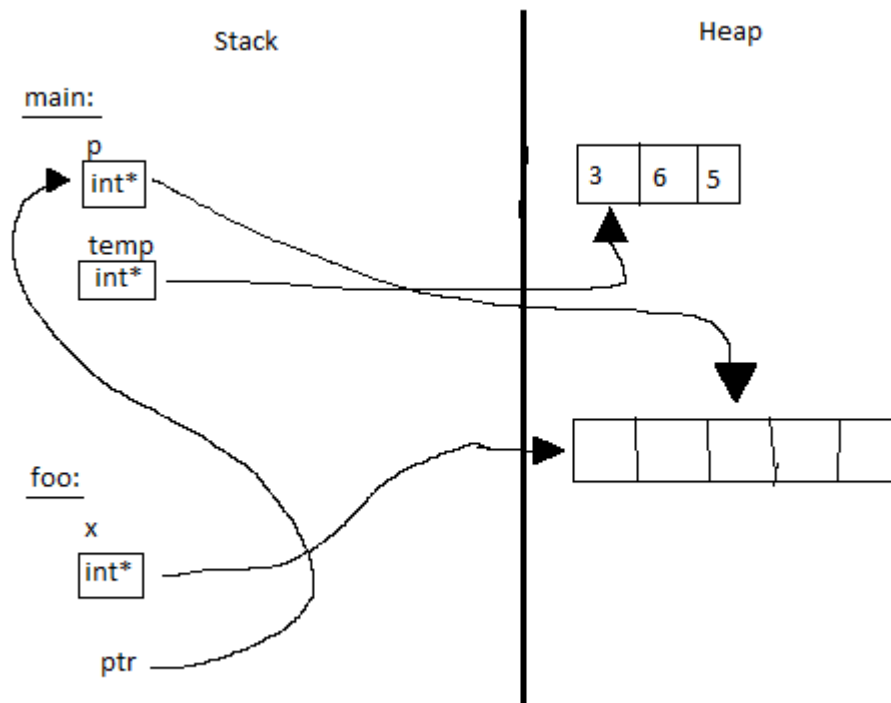 Stack
Heap
main:
p
int*
3 6 5
temp
int*
foo:
x
int*
ptr